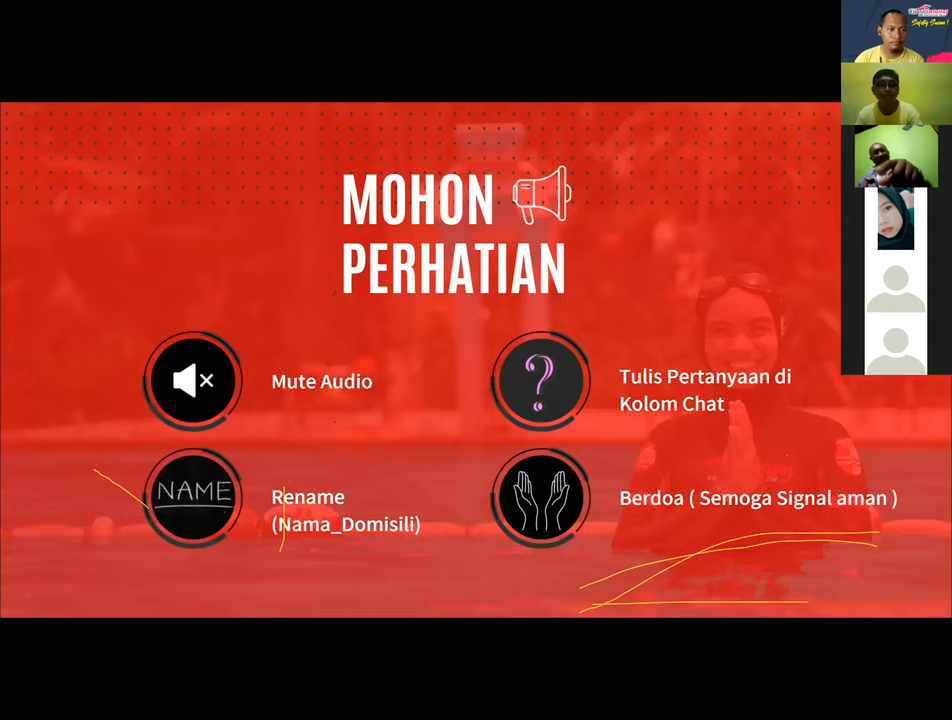 MOHON
PERHATIAN
Mute Audio
Tulis Pertanyaan di
Kolom Chat
NAME
Rename
(Nama_Domisili)
Berdoa ( Semoga Signal aman )